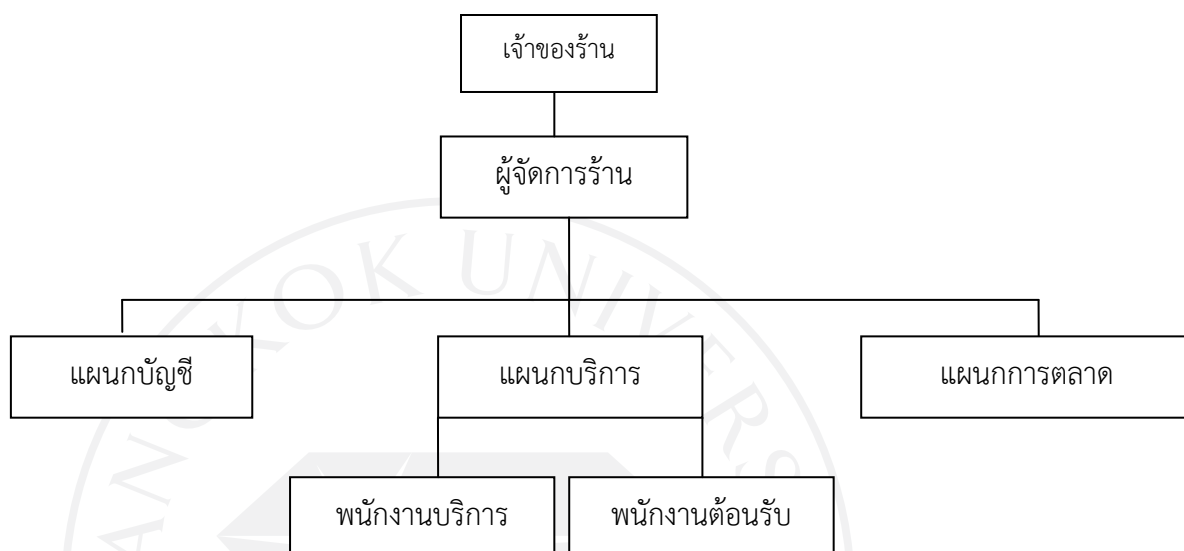 เจ้าของร้าน
ผู้จัดการร้าน
BANGKOK UNIVERS
แผนกบัญชี
แผนกบริการ
แผนกการตลาด
พนักงานบริการ
พนักงานต้อนรับ